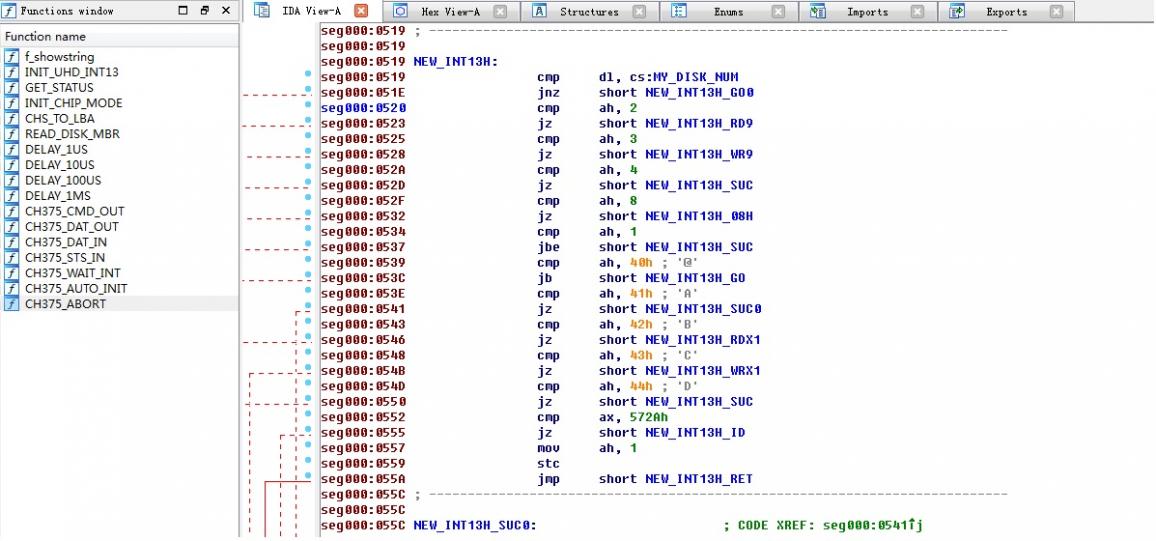 Functions window
IDA View-A
Hex View-A
Structures
Enums
Imports
Exports
Function name
f_showstring
INIT_UHD_INT13
GET_STATUS
INIT_CHIP_MODE
CHS_TO_LBA
READ_DISK_MBR
DELAY_1US
DELAY_10US
DELAY_100US
DELAY_1MS
CH375_CMD_OUT
CH375_DAT_OUT
CH375_DAT_IN
CH375_STS_IN
CH375_WAIT_INT
CH375_AUTO_INIT
CH375_ABORT
seg000:0519 ; ---------------------------------------------------------------------------
seg000:0519
seg000:0519 NEW_INT13H:
seg000:0519 cmp dl, cs:MY_DISK_NUM
seg000:051E jnz short NEW_INT13H_GO0
seg000:0520 cmp ah, 2
seg000:0523 jz short NEW_INT13H_RD9
seg000:0525 cmp ah, 3
seg000:0528 jz short NEW_INT13H_WR9
seg000:052A cmp ah, 4
seg000:052D jz short NEW_INT13H_SUC
seg000:052F cmp ah, 8
seg000:0532 jz short NEW_INT13H_08H
seg000:0534 cmp ah, 1
seg000:0537 jbe short NEW_INT13H_SUC
seg000:0539 cmp ah, 40h ; '@'
seg000:053C jb short NEW_INT13H_GO
seg000:053E cmp ah, 41h ; 'A'
seg000:0541 jz short NEW_INT13H_SUC0
seg000:0543 cmp ah, 42h ; 'B'
seg000:0546 jz short NEW_INT13H_RDX1
seg000:0548 cmp ah, 43h ; 'C'
seg000:054B jz short NEW_INT13H_WRX1
seg000:054D cmp ah, 44h ; 'D'
seg000:0550 jz short NEW_INT13H_SUC
seg000:0552 cmp ax, 572Ah
seg000:0555 jz short NEW_INT13H_ID
seg000:0557 mov ah, 1
seg000:0559 stc
seg000:055A jmp short NEW_INT13H_RET
seg000:055C ; ---------------------------------------------------------------------------
seg000:055C
seg000:055C NEW_INT13H_SUC0: ; CODE XREF: seg000:0541↑j